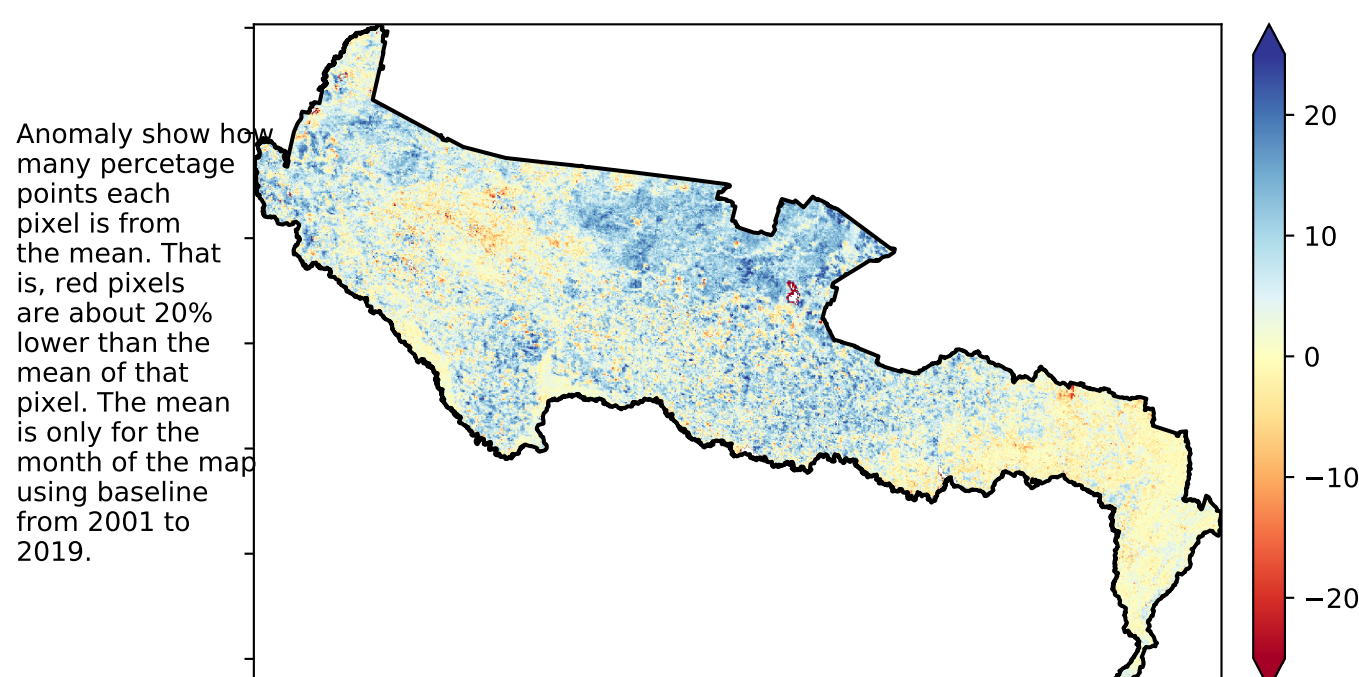 Anomaly show how
many percetage
points each
pixel is from
the mean. That
is, red pixels
are about 20%
lower than the
mean of that
pixel. The mean
is only for the
month of the map
using baseline
from 2001 to
2019.
20
10
0
−10
−20